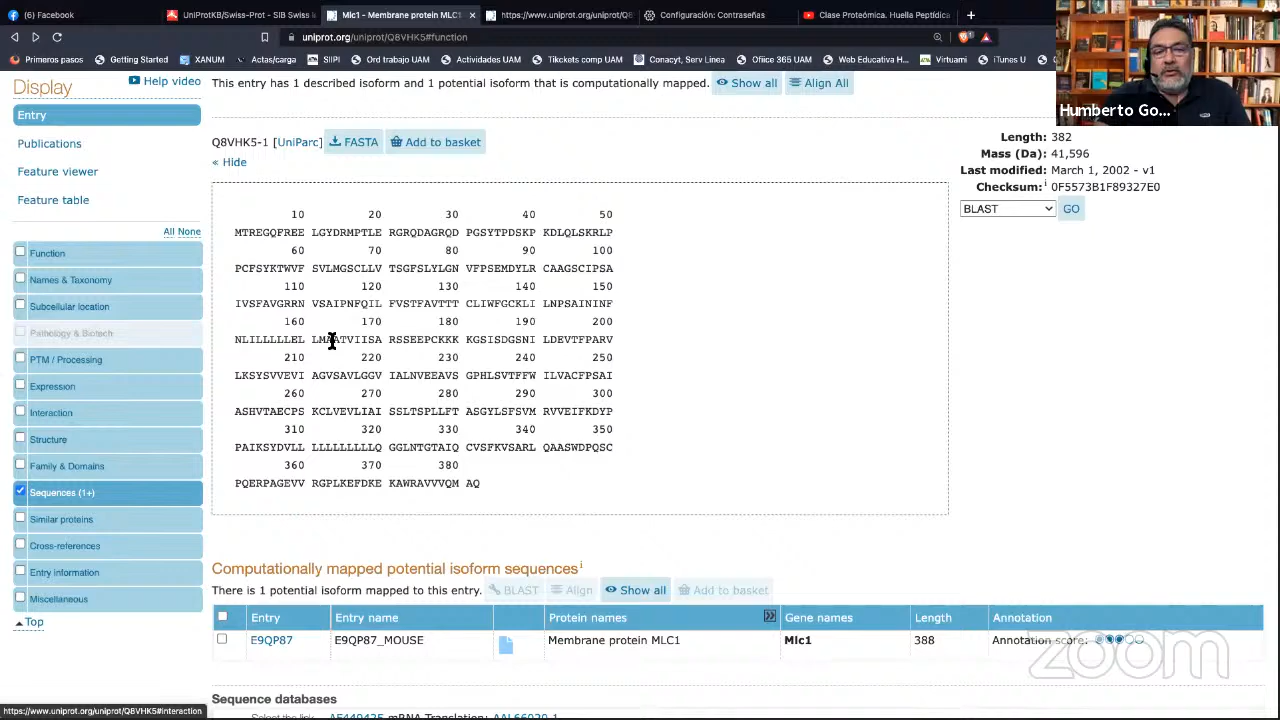 (6) Facebook
UniProtKB/Swiss-Prot - SIB Swiss I
Mlc1 - Membrane protein MLC1
https://www.uniprot.org/uniprot/Q8
Configuración: Contraseñas
Clase Proteómica. Huella Peptídica
uniprot.org/uniprot/Q8VHK5#function
Primeros pasos
Getting Started
XANUM
Actas/carga
SIIPI
Ord trabajo UAM
Actividades UAM
Tikckets comp UAM
Conacyt, Serv Linea
Oficce 365 UAM
Web Educativa H...
Virtuami
iTunes U
Humberto Go...
Display
Help video
Entry
Publications
Feature viewer
Feature table
All None
Function
Names & Taxonomy
Subcellular location
Pathology & Biotech
PTM / Processing
Expression
Interaction
Structure
Family & Domains
Sequences (1+)
Similar proteins
Cross-references
Entry information
Miscellaneous
Top
This entry has 1 described isoform and 1 potential isoform that is computationally mapped. Show all Align All
Q8VHK5-1 [UniParc] FASTA Add to basket
« Hide
Length: 382
Mass (Da): 41,596
Last modified: March 1, 2002 - v1
Checksum:i 0F5573B1F89327E0
BLAST GO
10 20 30 40 50
MTREGQFREE LGYDRMPTLE RGRQDAGRQD PGSYTPDSKP KDLQLSKRLP
60 70 80 90 100
PCFSYKTWVF SVLMGSCLLV TSGFSLYLGN VFPSEMDYLR CAAGSCIPSA
110 120 130 140 150
IVSFAVGRRN VSAIPNFQIL FVSTFAVTTT CLIWFGCKLI LNPSAININF
160 170 180 190 200
NLILLLLLEL LMAATVIISA RSSEEPCKKK KGSISDGSNI LDEVTFPARV
210 220 230 240 250
LKSYSVVEVI AGVSAVLGGV IALNVEEAVS GPHLSVTFFW ILVACFPSAI
260 270 280 290 300
ASHVTAECPS KCLVEVLIAI SSLTSPLLFT ASGYLSFSVM RVVEIFKDYP
310 320 330 340 350
PAIKSYDVLL LLLLLLLLLQ GGLNTGTAIQ CVSFKVSARL QAASWDPQSC
360 370 380
PQERPAGEVV RGPLKEFDKE KAWRAVVVQM AQ
Computationally mapped potential isoform sequencesi
There is 1 potential isoform mapped to this entry. BLAST Align Show all Add to basket
Entry Entry name Protein names Gene names Length Annotation
E9QP87 E9QP87_MOUSE Membrane protein MLC1 Mlc1 388 Annotation score:
zoom
Sequence databases
https://www.uniprot.org/uniprot/Q8VHK5#interaction